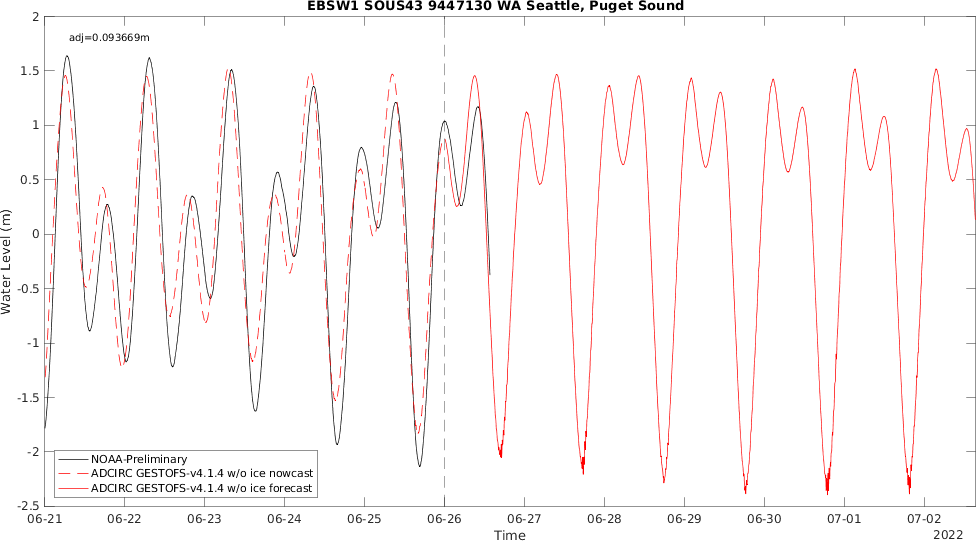 EBSW1 SOUS43 9447130 WA Seattle, Puget Sound
adj=0.093669m
Water Level (m)
2
1.5
1
0.5
0
-0.5
-1
-1.5
-2
-2.5
NOAA-Preliminary
ADCIRC GESTOFS-v4.1.4 w/o ice nowcast
ADCIRC GESTOFS-v4.1.4 w/o ice forecast
06-21 06-22 06-23 06-24 06-25 06-26 06-27 06-28 06-29 06-30 07-01 07-02
Time
2022